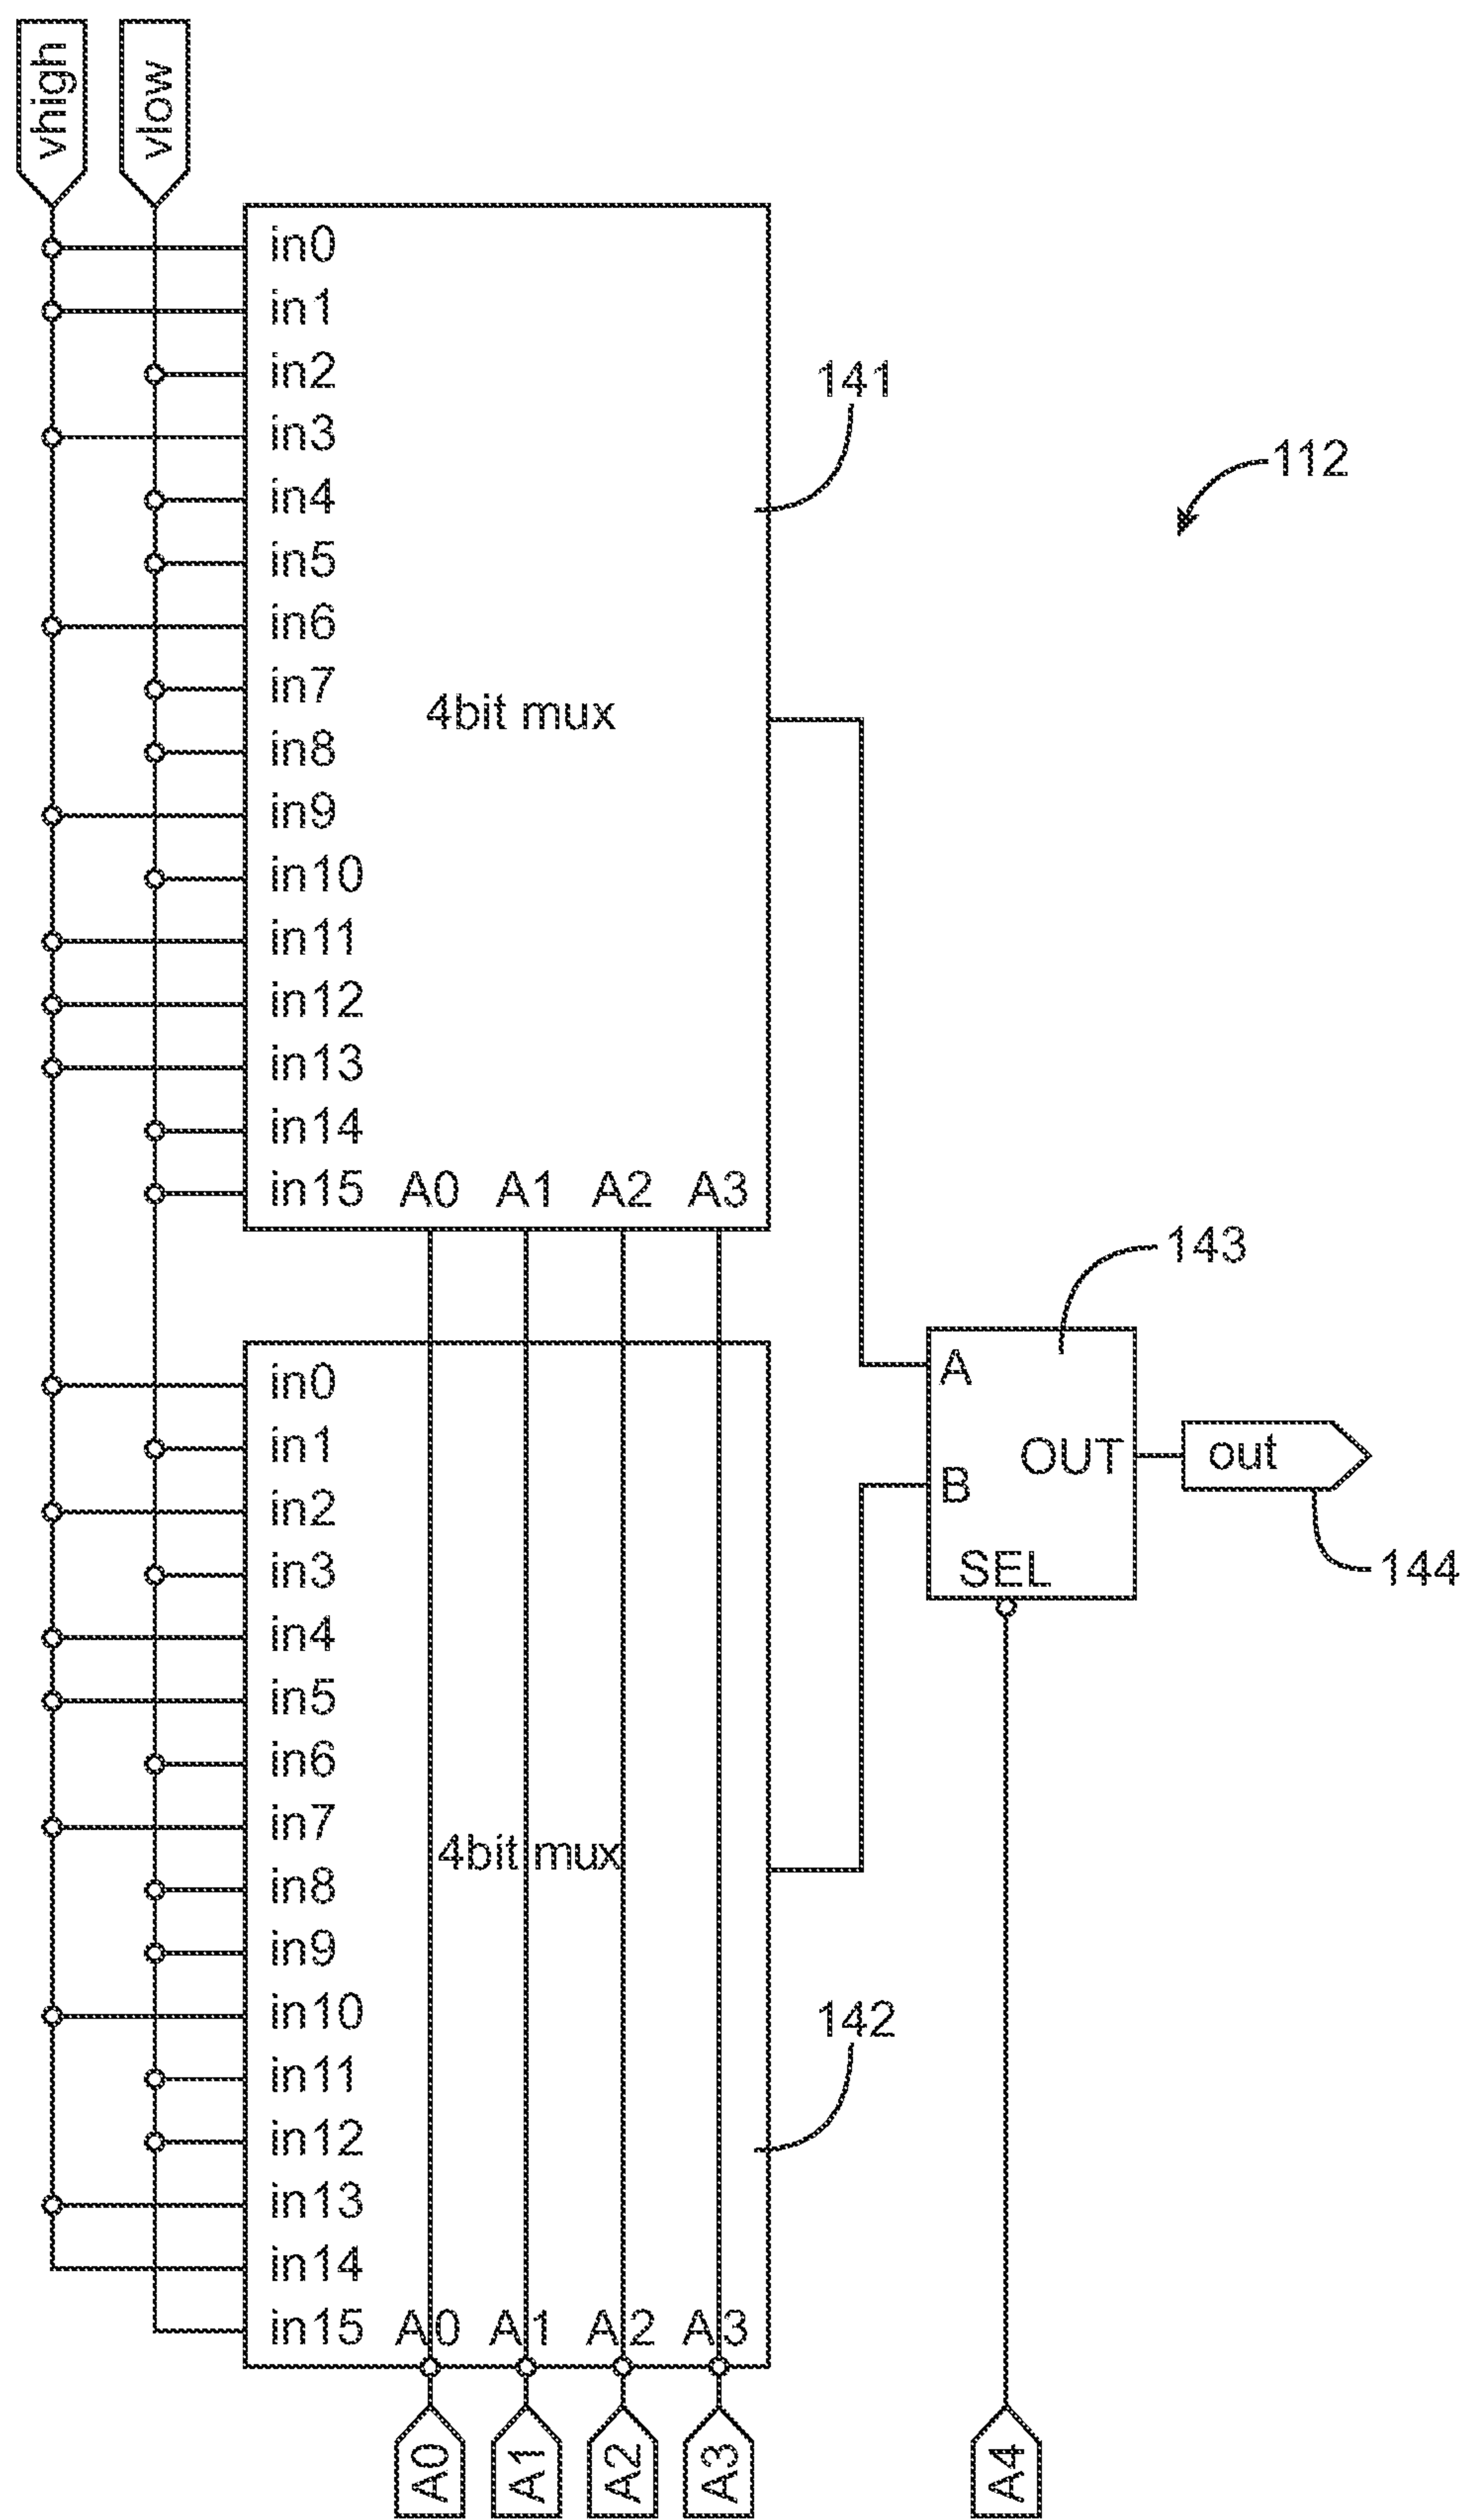 vhigh
vlow
in0
in1
in2
141
in3
112
in4
in5
in6
in7
4bit mux
in8
in9
in10
in11
in12
in13
in14
in15 A0 A1 A2 A3
143
in0
A
in1
OUT
out
B
in2
in3
SEL
144
in4
in5
in6
in7
4bit mux
in8
in9
in10
142
in11
in12
in13
in14
in15 A0 A1 A2 A3
A0 A1 A2 A3 A4